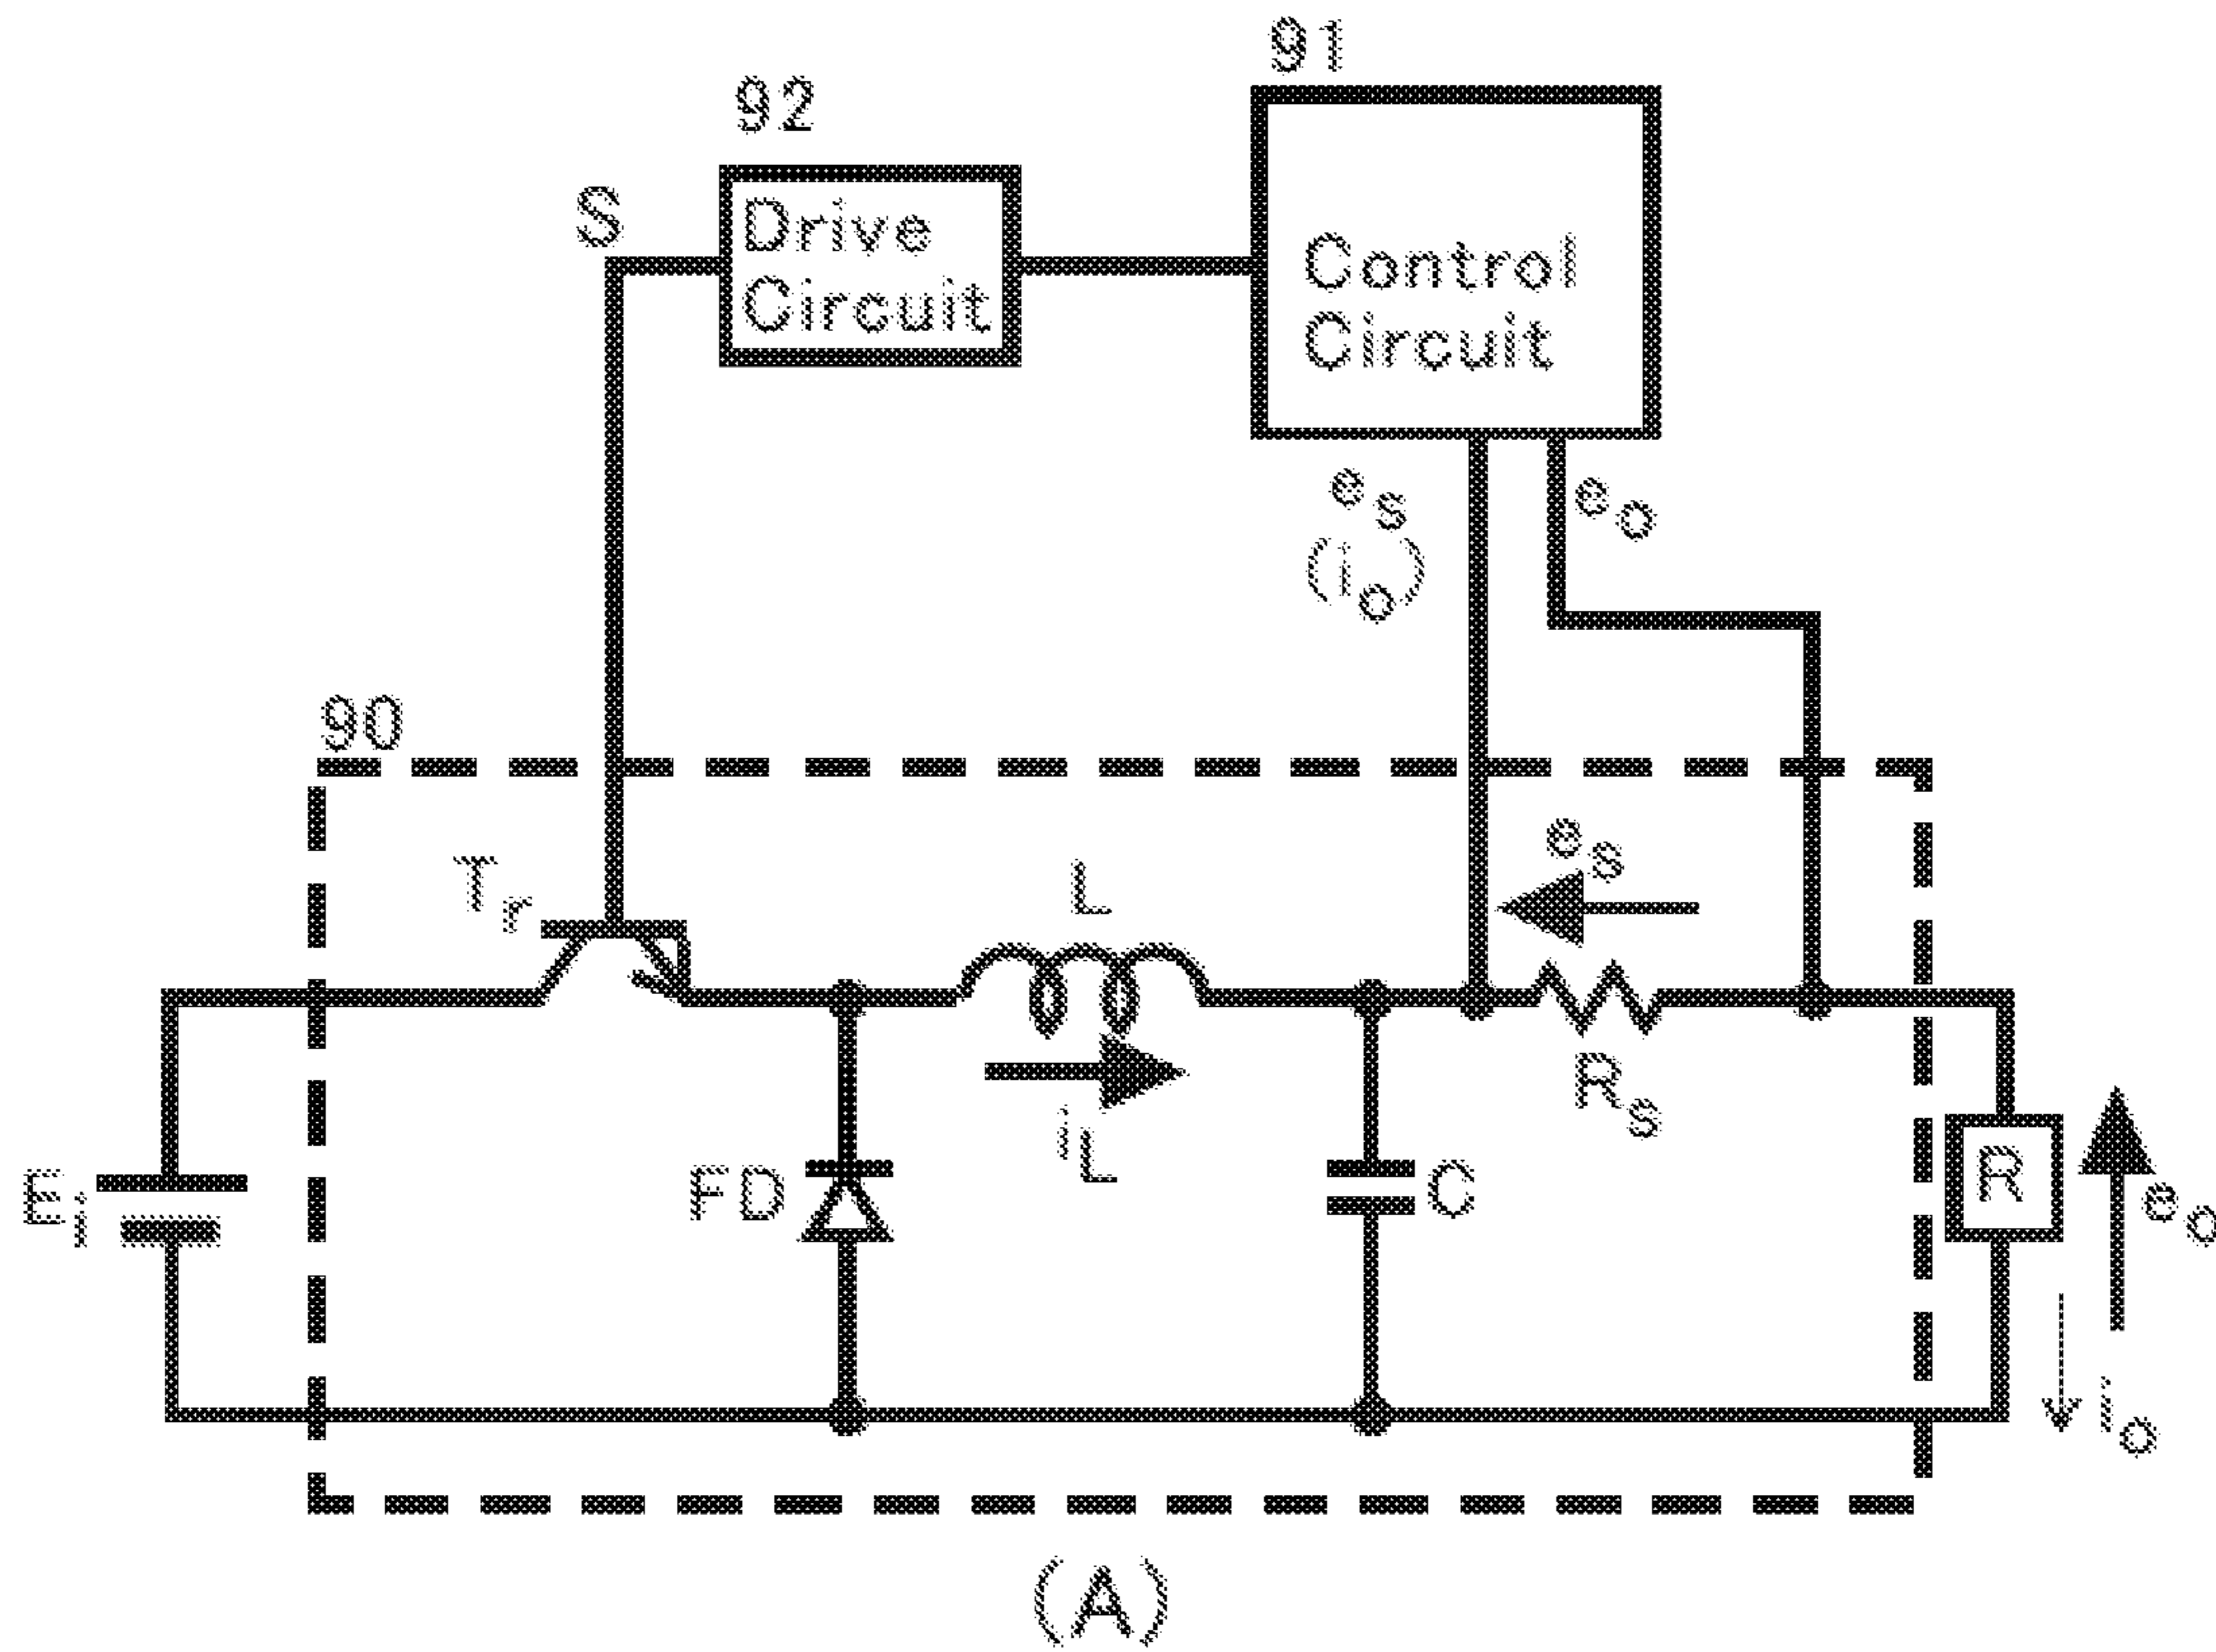 91
92
S
Drive
Circuit
Control
Circuit
es
(io)
eo
90
Tr
L
es
iL
Rs
Ei
FD
C
R
eo
io
(A)